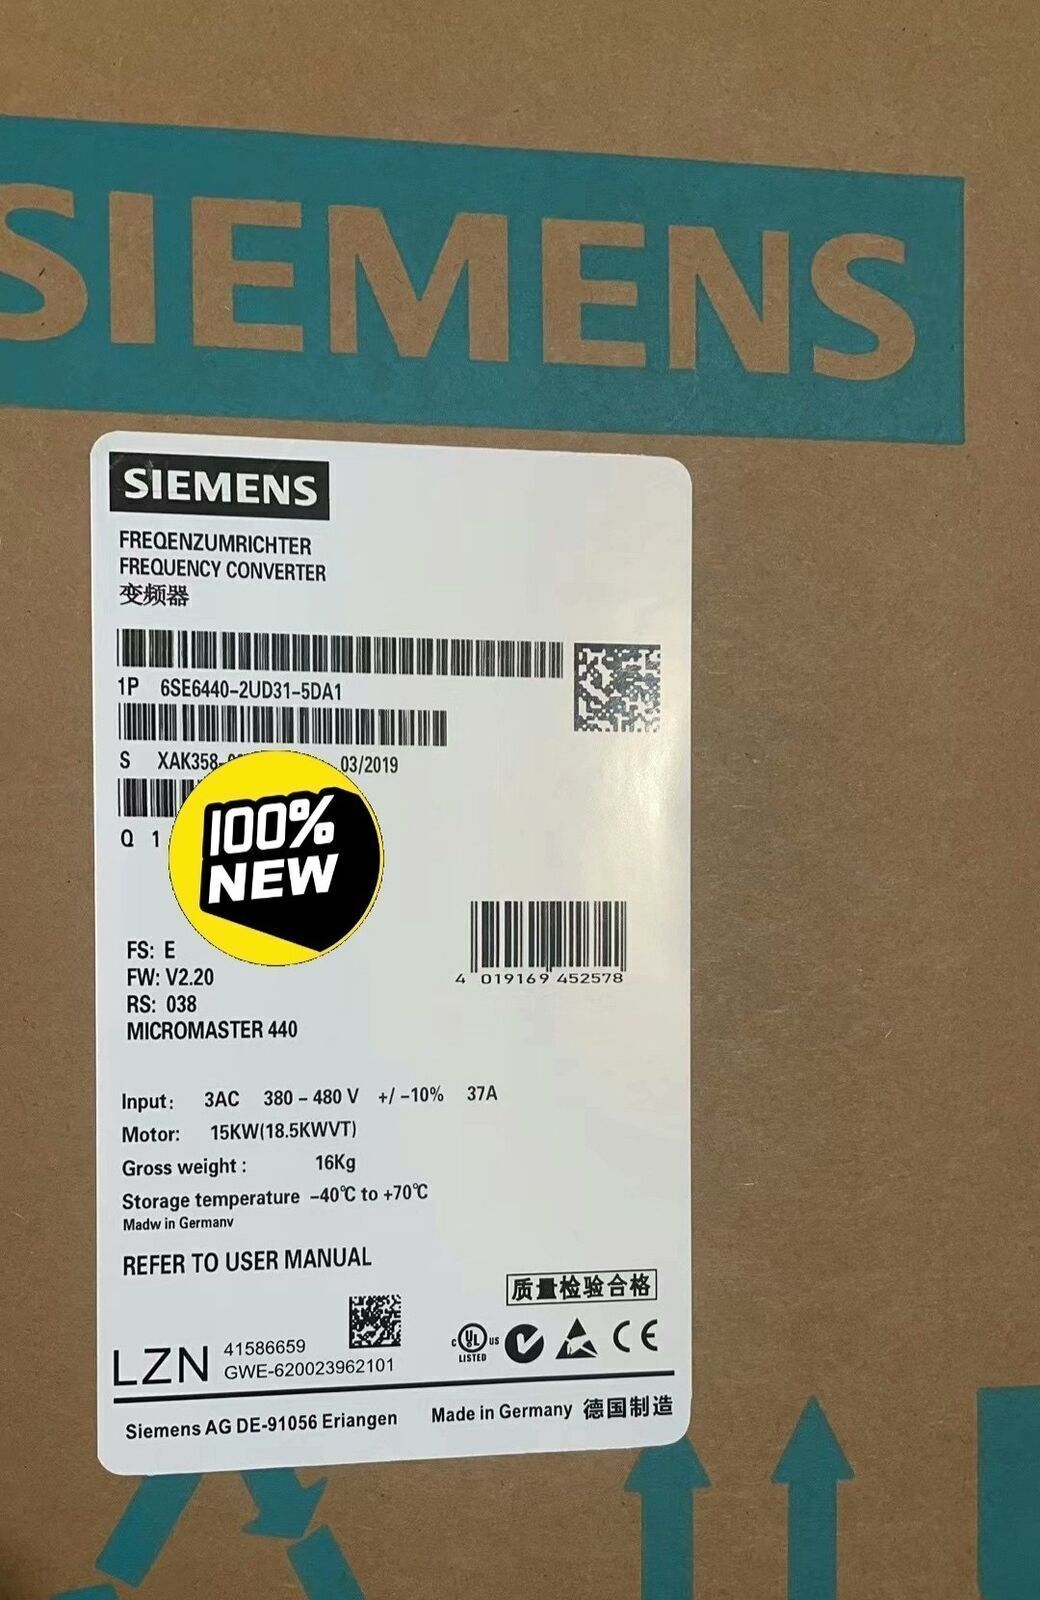 SIEMENS
SIEMENS
FREQENZUMRICHTER
FREQUENCY CONVERTER
变频器
1P 6SE6440-2UD31-5DA1
S XAK358- 03/2019
Q 1
100%
NEW
FS: E
FW: V2.20
RS: 038
MICROMASTER 440
4 019169 452578
Input: 3AC 380 – 480 V +/ –10% 37A
Motor: 15KW(18.5KWVT)
Gross weight : 16Kg
Storage temperature –40℃ to +70℃
Madw in Germanv
REFER TO USER MANUAL
质量检验合格
LZN 41586659
GWE-620023962101
C UL US
LISTED
CE
Siemens AG DE-91056 Eriangen Made in Germany 德国制造